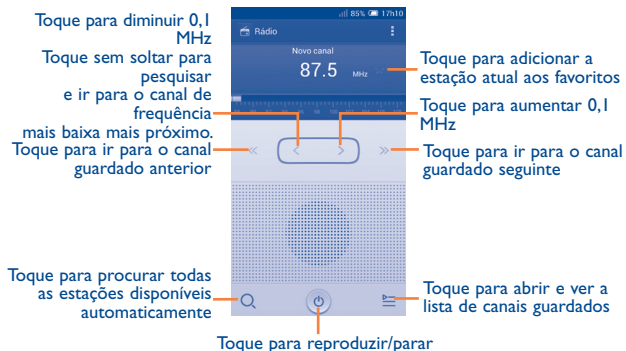 Toque para diminuir 0,1
MHz
Toque sem soltar para
pesquisar
e ir para o canal de
frequência
mais baixa mais próximo.
Toque para ir para o canal
guardado anterior
Toque para procurar todas
as estações disponíveis
automaticamente
85% 17h10
Rádio
Novo canal
87.5 MHz
Toque para adicionar a
estação atual aos favoritos
Toque para aumentar 0,1
MHz
Toque para ir para o canal
guardado seguinte
Toque para abrir e ver a
lista de canais guardados
Toque para reproduzir/parar